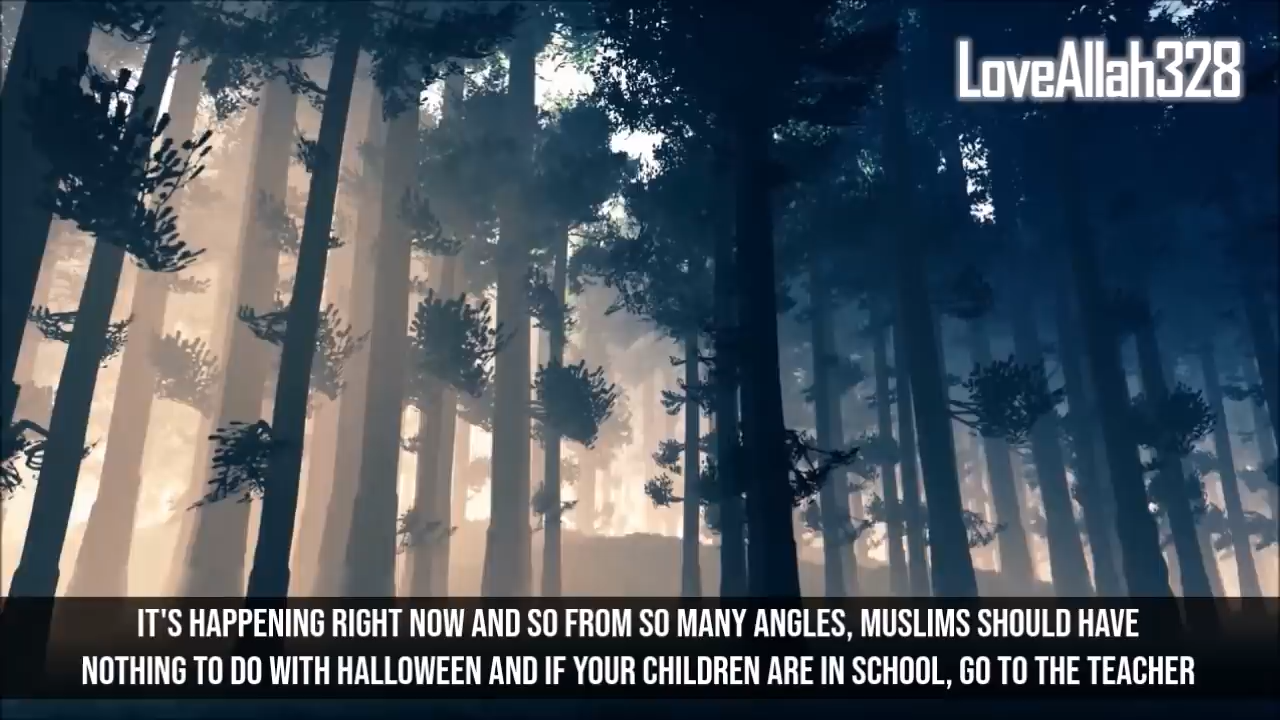 LoveAllah328
IT'S HAPPENING RIGHT NOW AND SO FROM SO MANY ANGLES, MUSLIMS SHOULD HAVE
NOTHING TO DO WITH HALLOWEEN AND IF YOUR CHILDREN ARE IN SCHOOL, GO TO THE TEACHER